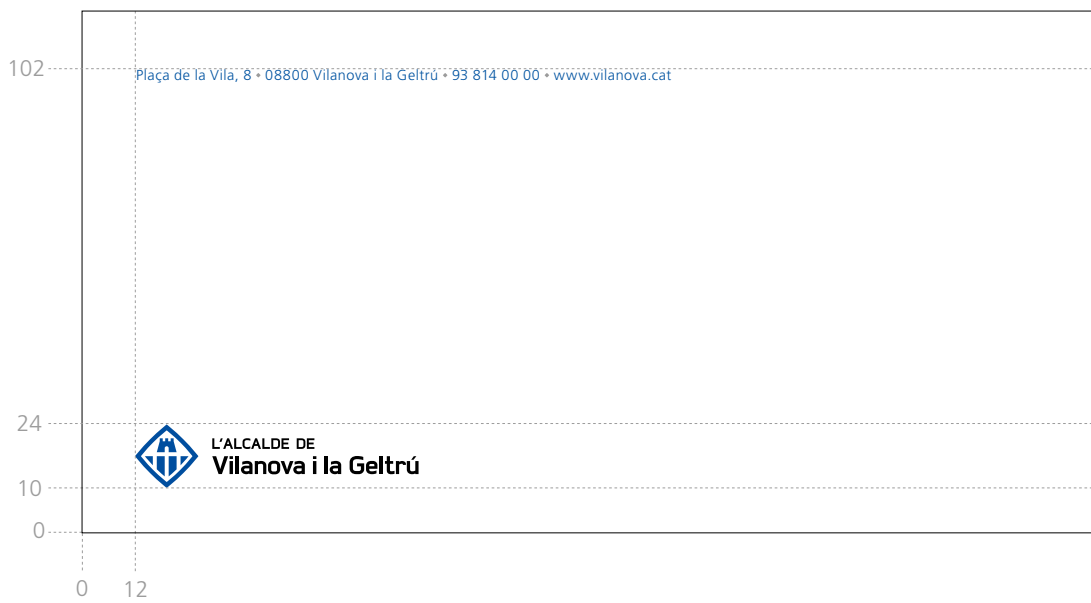 102
Plaça de la Vila, 8 • 08800 Vilanova i la Geltrú • 93 814 00 00 • www.vilanova.cat
24
L'ALCALDE DE
Vilanova i la Geltrú
10
0
0 12